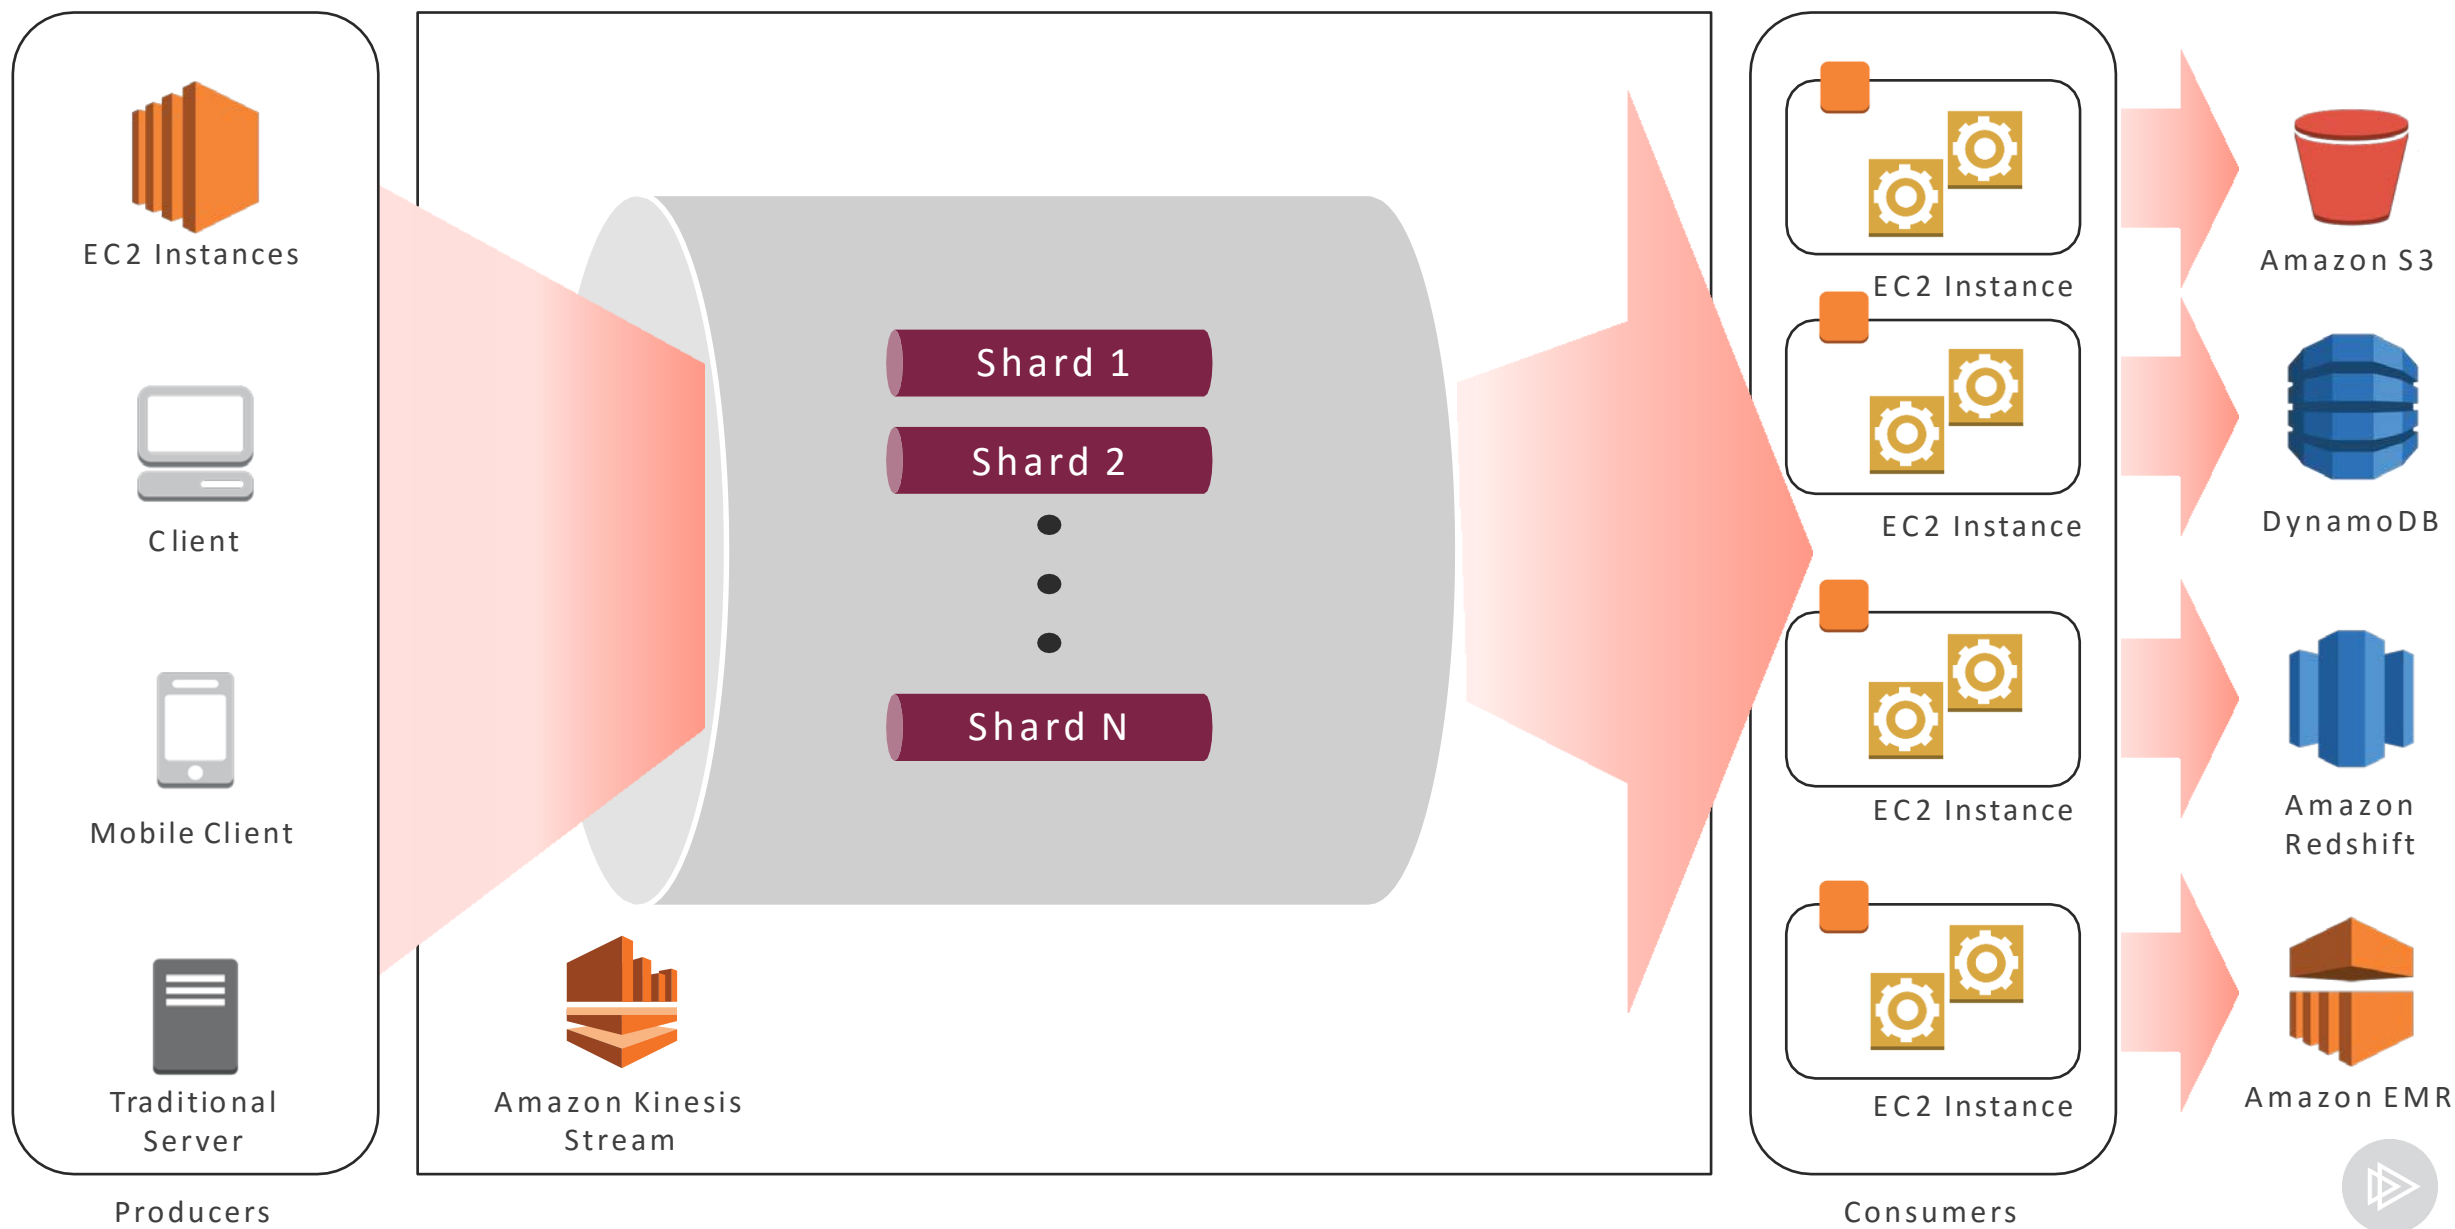 EC2 Instances
Client
Mobile Client
Traditional
Server
Producers
Shard 1
Shard 2
Shard N
Amazon Kinesis
Stream
EC2 Instance
EC2 Instance
EC2 Instance
EC2 Instance
Consumers
Amazon S3
DynamoDB
Amazon
Redshift
Amazon EMR